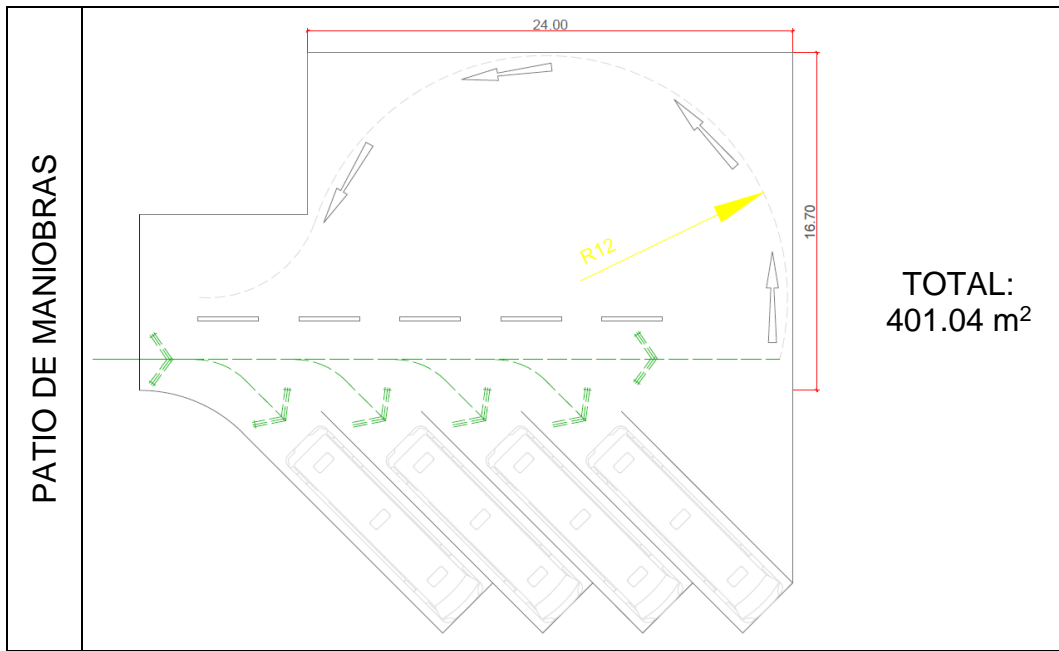 PATIO DE MANIOBRAS
24.00
R12
16.70
TOTAL:
401.04 m²